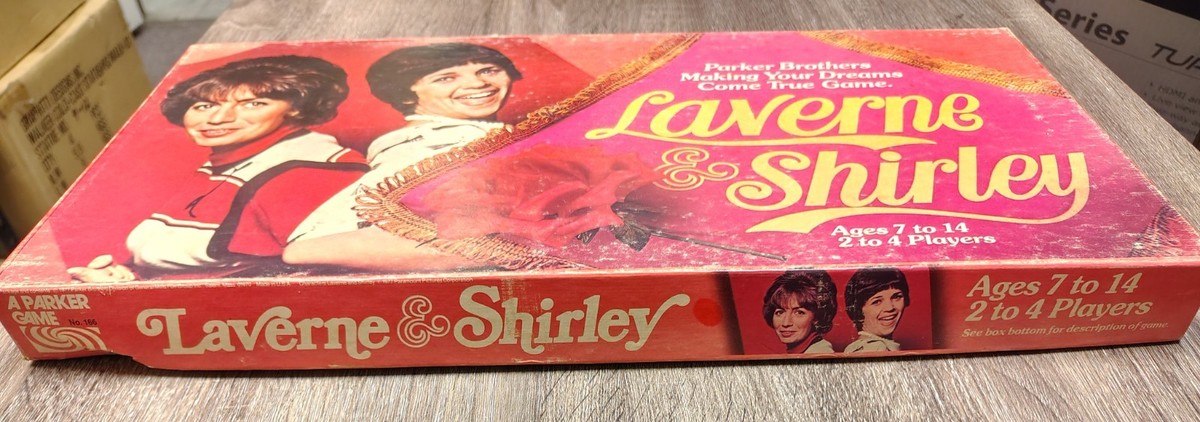 Parker Brothers
Making Your Dreams
Come True Game.
Laverne
& Shirley
Ages 7 to 14
2 to 4 Players
A PARKER
GAME
No. 166
Laverne & Shirley
Ages 7 to 14
2 to 4 Players
See box bottom for description of game.
Series